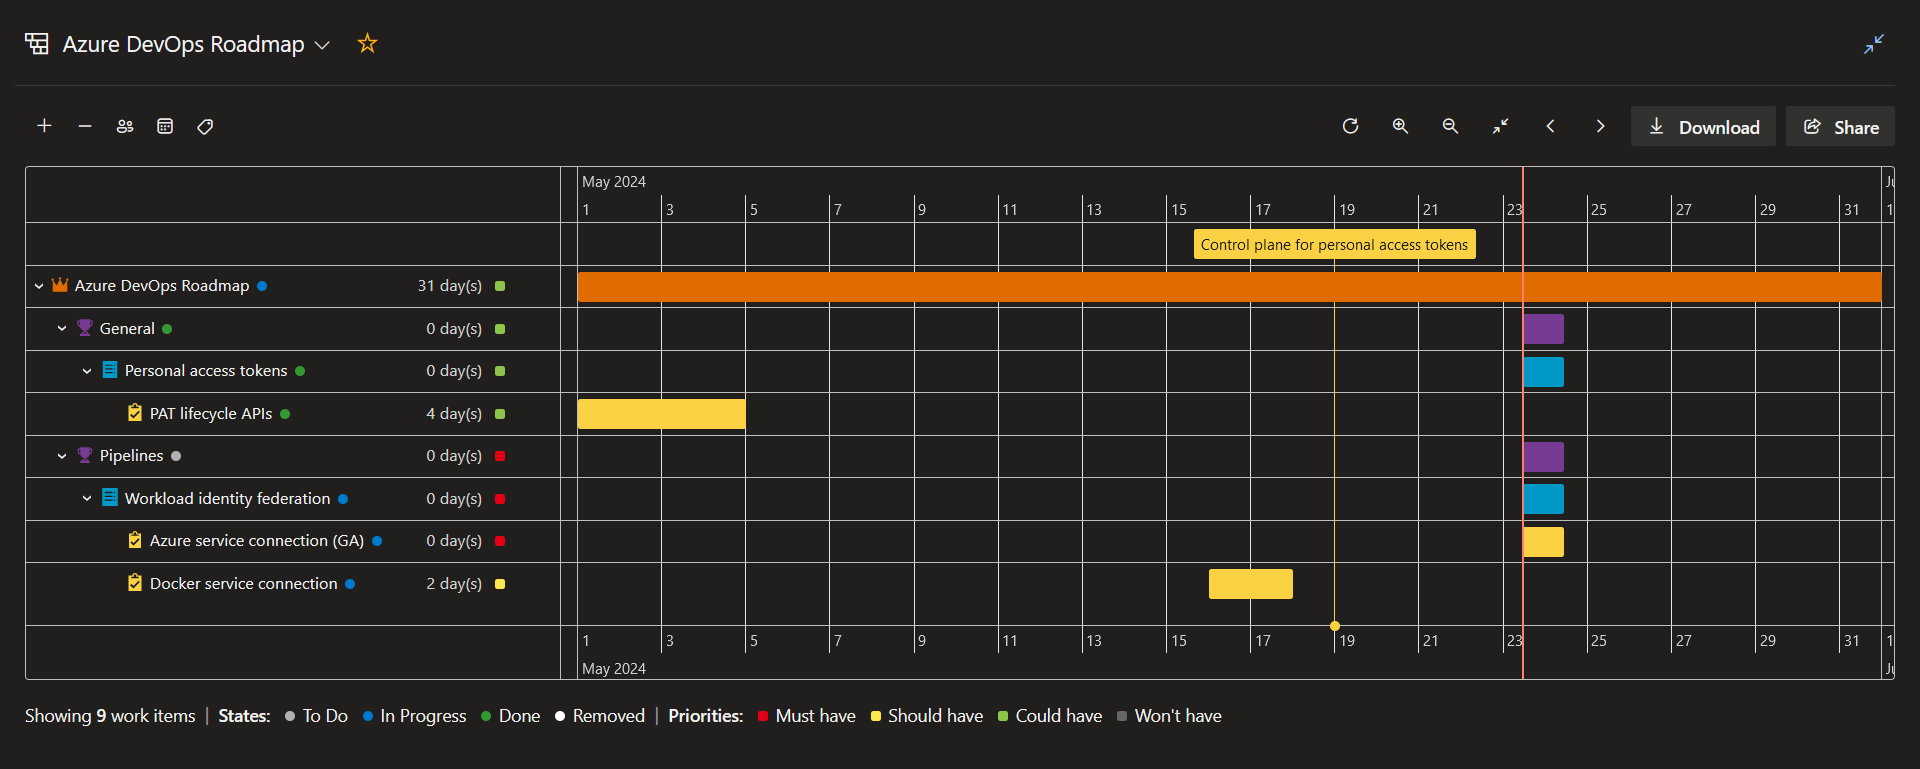 Azure DevOps Roadmap
Download
Share
May 2024
1 3 5 7 9 11 13 15 17 19 21 23 25 27 29 31 1
Control plane for personal access tokens
Azure DevOps Roadmap 31 day(s)
General 0 day(s)
Personal access tokens 0 day(s)
PAT lifecycle APIs 4 day(s)
Pipelines 0 day(s)
Workload identity federation 0 day(s)
Azure service connection (GA) 0 day(s)
Docker service connection 2 day(s)
1 3 5 7 9 11 13 15 17 19 21 23 25 27 29 31 1
May 2024
Showing 9 work items | States: To Do In Progress Done Removed | Priorities: Must have Should have Could have Won't have